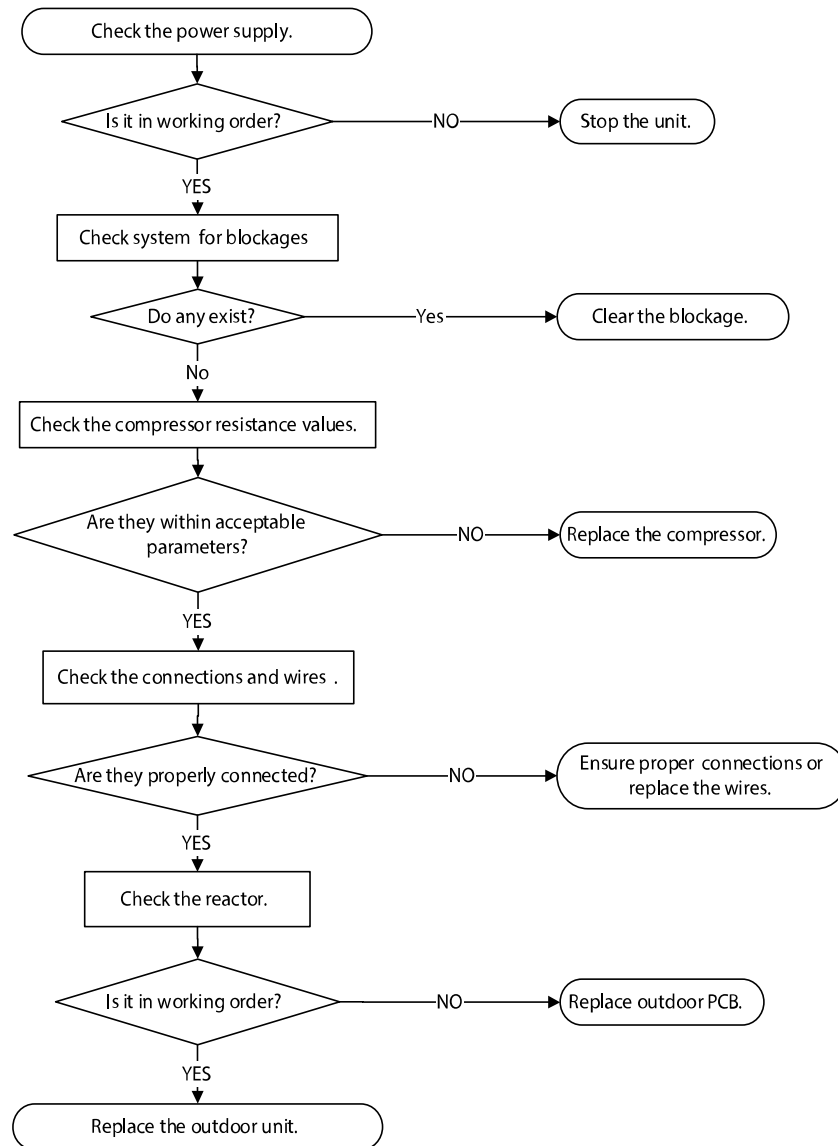 Check the power supply.
Is it in working order?
NO
Stop the unit.
YES
Check system for blockages
Do any exist?
Yes
Clear the blockage.
No
Check the compressor resistance values.
Are they within acceptable
parameters?
NO
Replace the compressor.
YES
Check the connections and wires .
Are they properly connected?
NO
Ensure proper connections or
replace the wires.
YES
Check the reactor.
Is it in working order?
NO
Replace outdoor PCB.
YES
Replace the outdoor unit.